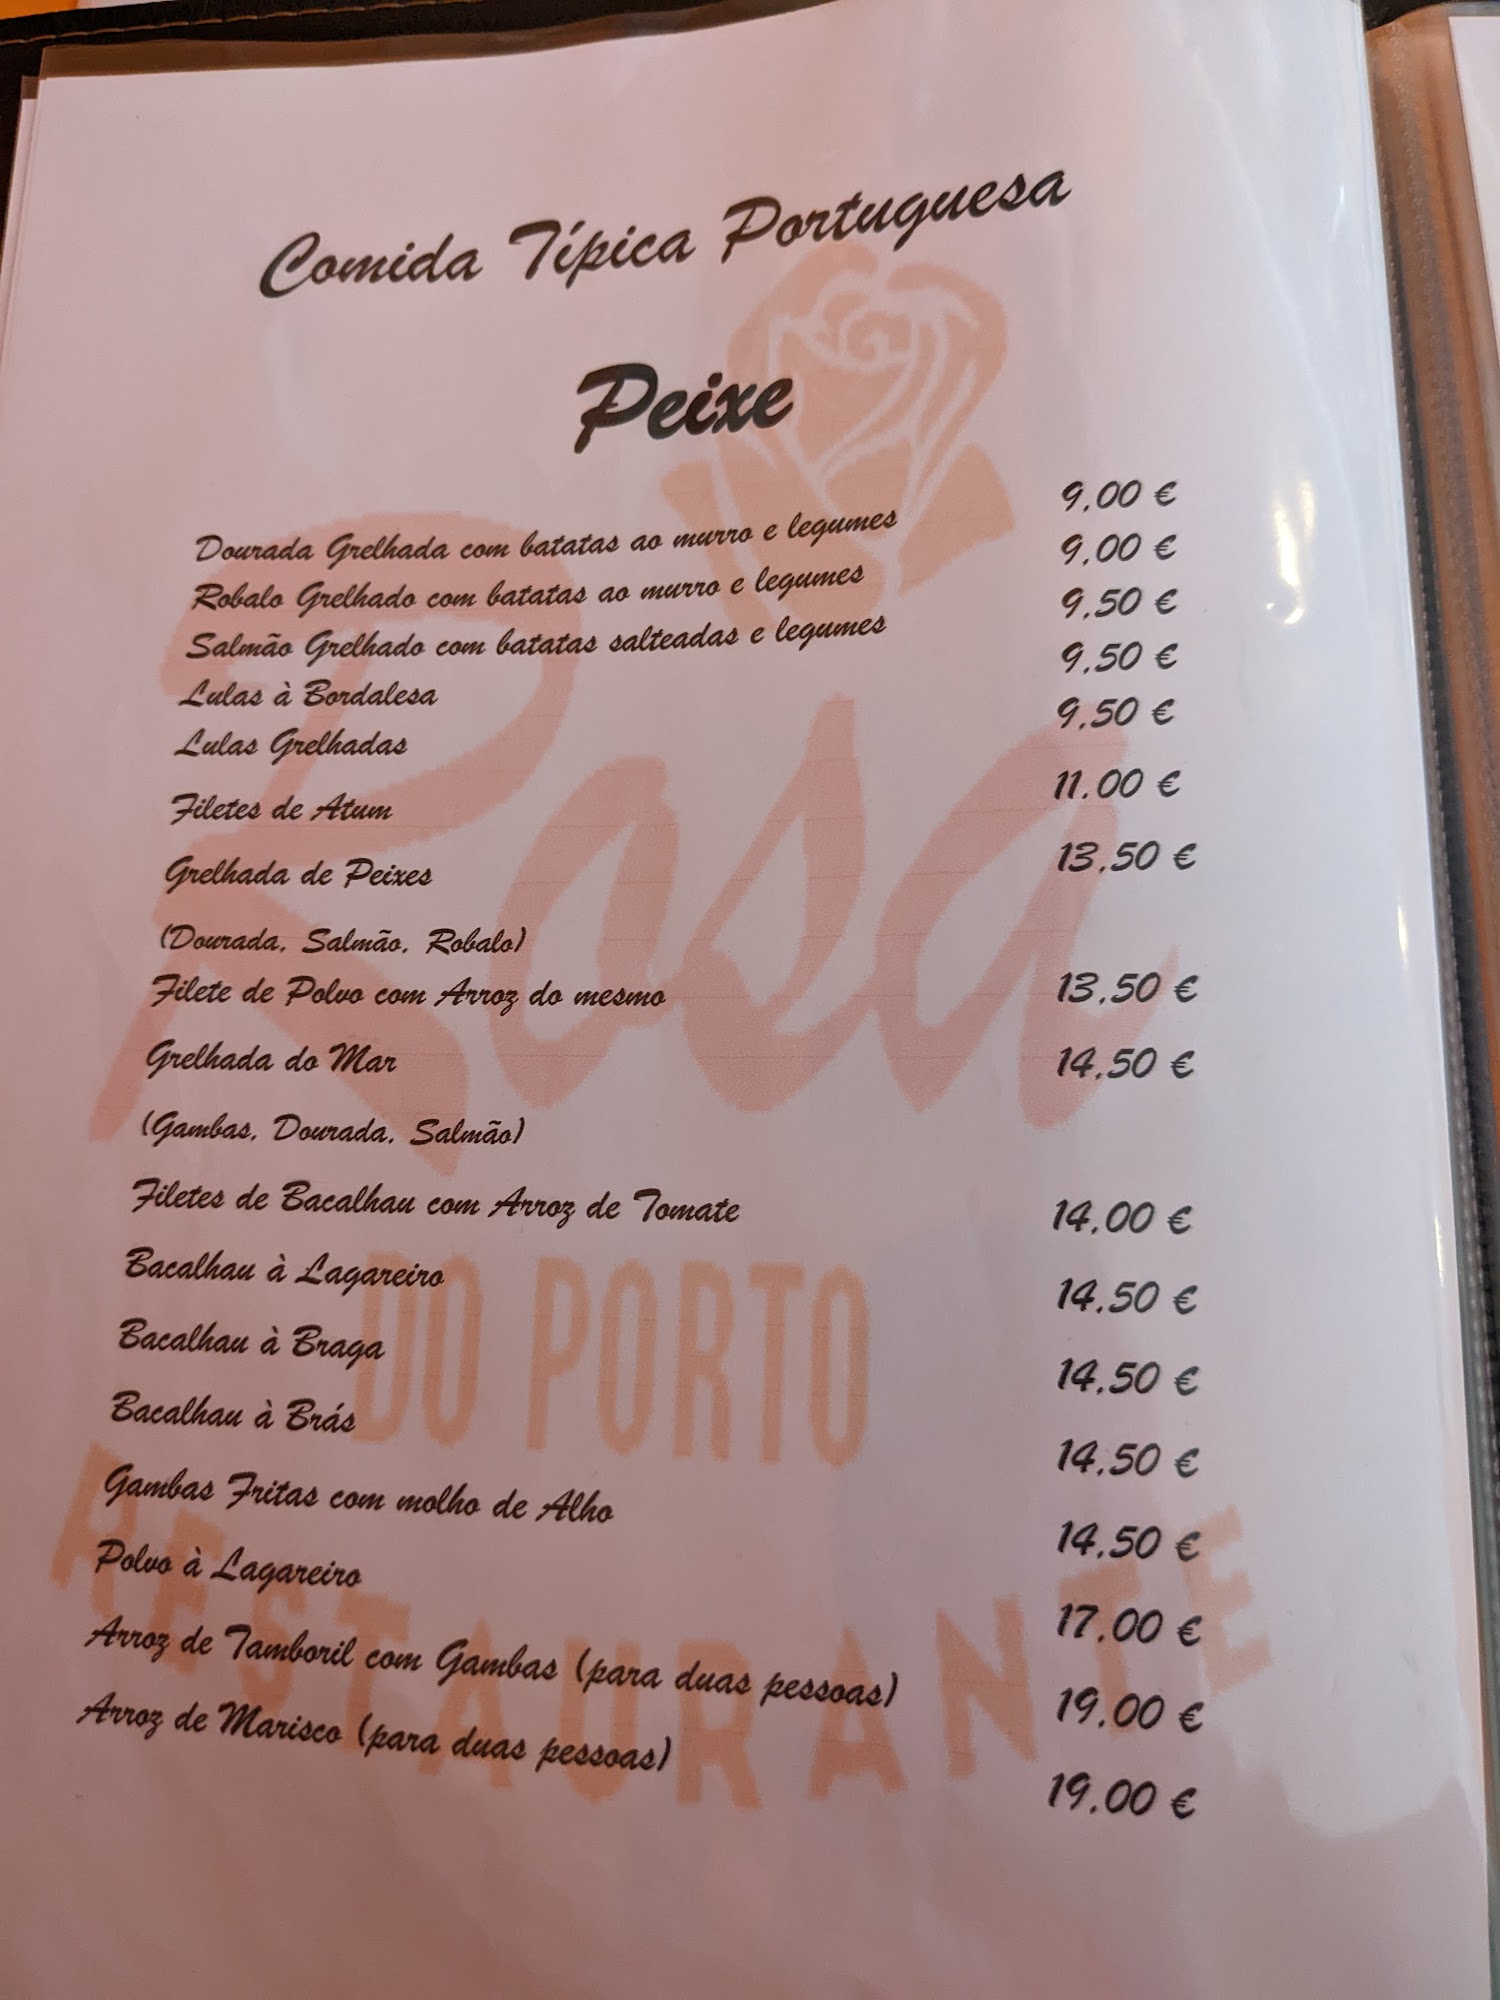 Comida Típica Portuguesa
Peixe
Dourada Grelhada com batatas ao murro e legumes 9,00 €
Robalo Grelhado com batatas ao murro e legumes 9,00 €
Salmão Grelhado com batatas salteadas e legumes 9,50 €
Lulas à Bordalesa 9,50 €
Lulas Grelhadas 9,50 €
Filetes de Atum 11.00 €
Grelhada de Peixes 13,50 €
(Dourada, Salmão, Robalo)
Filete de Polvo com Arroz do mesmo 13,50 €
Grelhada do Mar 14,50 €
(Gambas, Dourada, Salmão)
Filetes de Bacalhau com Arroz de Tomate 14,00 €
Bacalhau à Lagareiro 14,50 €
Bacalhau à Braga 14,50 €
Bacalhau à Brás 14,50 €
Gambas Fritas com molho de Alho 14,50 €
Polvo à Lagareiro 17,00 €
Arroz de Tamboril com Gambas (para duas pessoas) 19,00 €
Arroz de Marisco (para duas pessoas) 19,00 €
Rosa
DO PORTO
RESTAURANTE